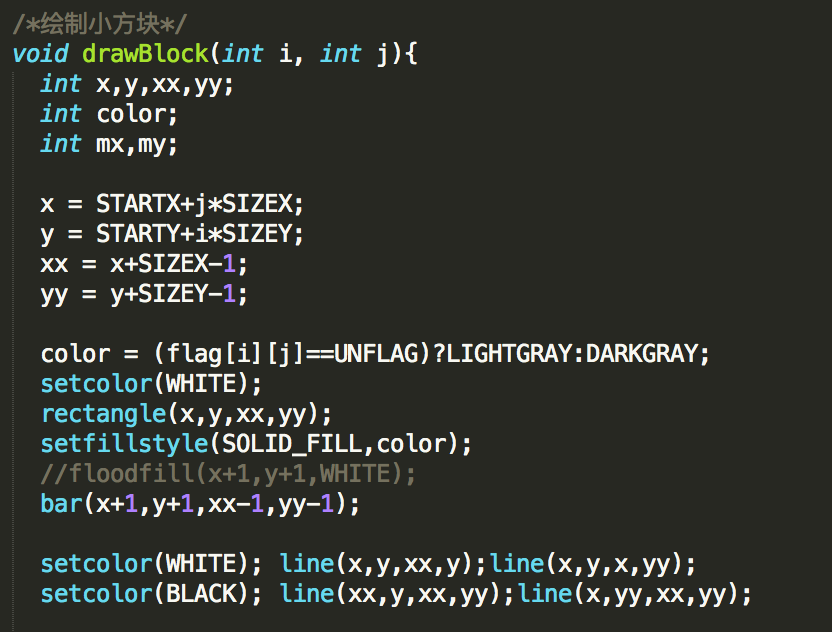 /*绘制小方块*/
void drawBlock(int i, int j){
int x,y,xx,yy;
int color;
int mx,my;
x = STARTX+j*SIZEX;
y = STARTY+i*SIZEY;
xx = x+SIZEX-1;
yy = y+SIZEY-1;
color = (flag[i][j]==UNFLAG)?LIGHTGRAY:DARKGRAY;
setcolor(WHITE);
rectangle(x,y,xx,yy);
setfillstyle(SOLID_FILL,color);
//floodfill(x+1,y+1,WHITE);
bar(x+1,y+1,xx-1,yy-1);
setcolor(WHITE); line(x,y,xx,y);line(x,y,x,yy);
setcolor(BLACK); line(xx,y,xx,yy);line(x,yy,xx,yy);